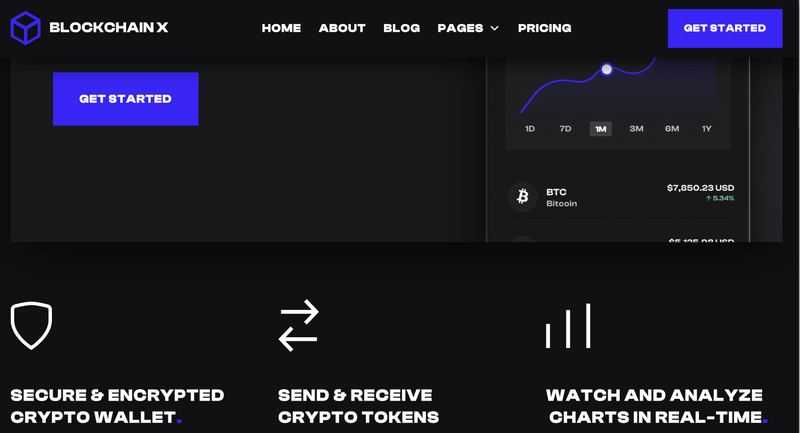 BLOCKCHAIN X
HOME ABOUT BLOG PAGES PRICING
GET STARTED
GET STARTED
1D 7D 1M 3M 6M 1Y
BTC
Bitcoin
$7,850.23 USD
↑ 5.34%
SECURE & ENCRYPTED
CRYPTO WALLET.
SEND & RECEIVE
CRYPTO TOKENS
WATCH AND ANALYZE
CHARTS IN REAL-TIME.